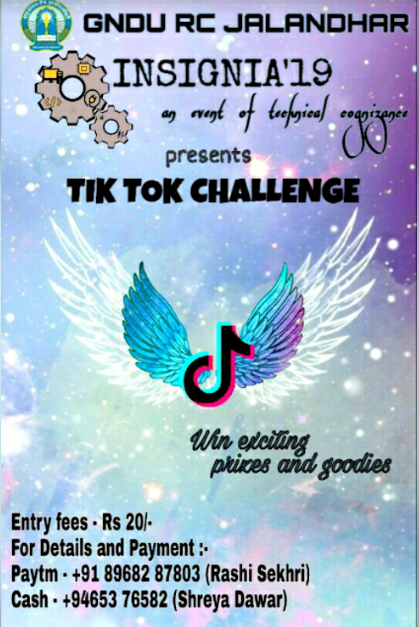 GNDU RC JALANDHAR
INSIGNIA'19
an event of technical cognizance
presents
TIK TOK CHALLENGE
Win exciting
prizes and goodies
Entry fees - Rs 20/-
For Details and Payment :-
Paytm - +91 89682 87803 (Rashi Sekhri)
Cash - +94653 76582 (Shreya Dawar)